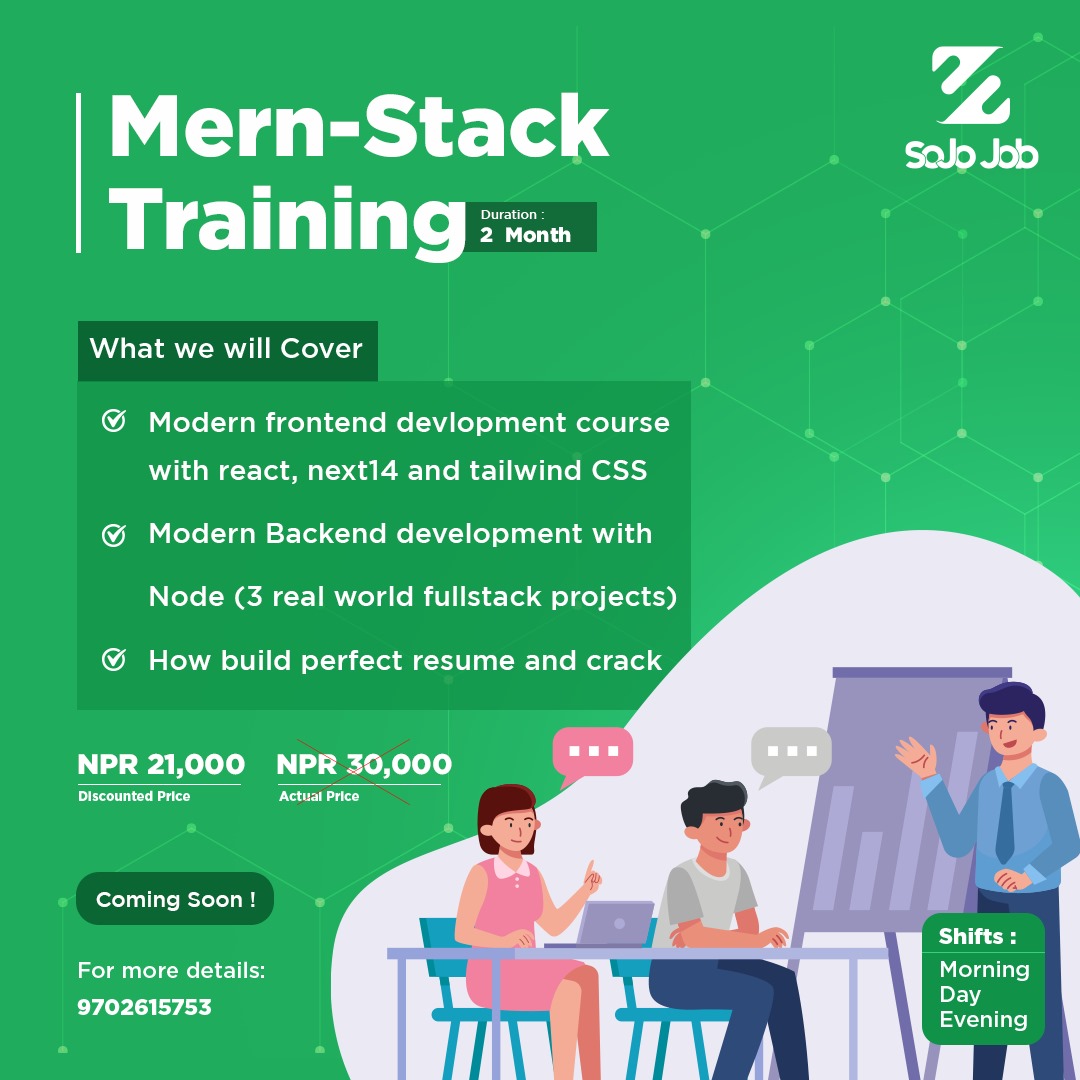 Mern-Stack
Training
Duration :
2 Month
SoJo Job
What we will Cover
Modern frontend devlopment course
with react, next14 and tailwind CSS
Modern Backend development with
Node (3 real world fullstack projects)
How build perfect resume and crack
NPR 21,000
Discounted Price
NPR 30,000
Actual Price
Coming Soon !
For more details:
9702615753
Shifts :
Morning
Day
Evening